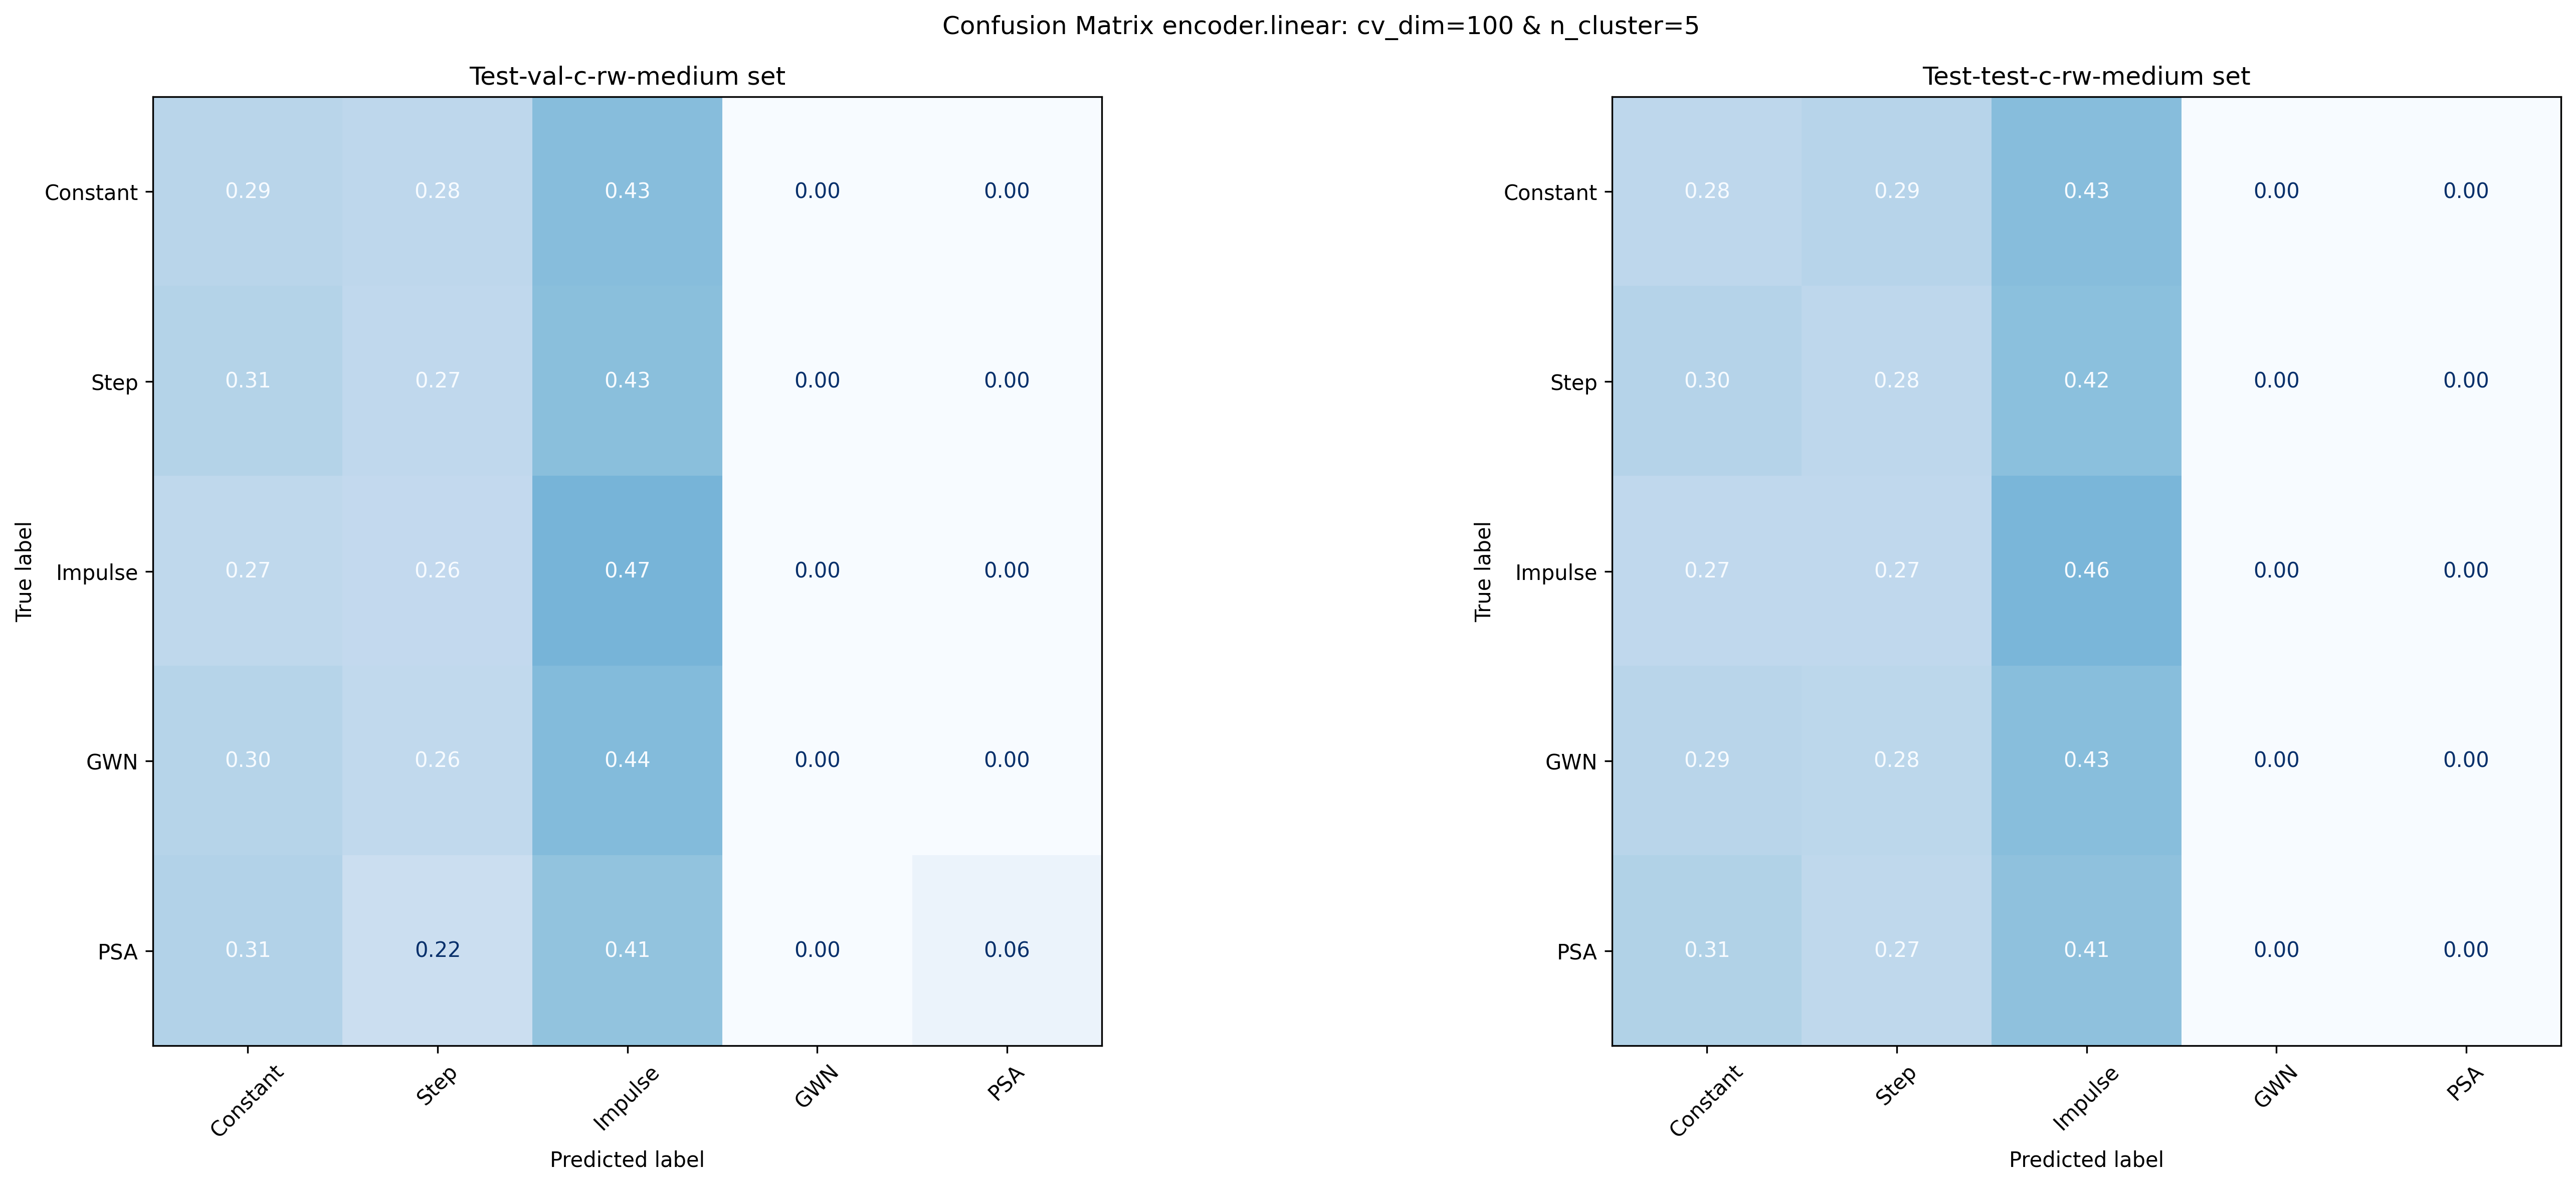 Confusion Matrix encoder.linear: cv_dim=100 & n_cluster=5
Test-val-c-rw-medium set
True label
Constant 0.29 0.28 0.43 0.00 0.00
Step 0.31 0.27 0.43 0.00 0.00
Impulse 0.27 0.26 0.47 0.00 0.00
GWN 0.30 0.26 0.44 0.00 0.00
PSA 0.31 0.22 0.41 0.00 0.06
Constant Step Impulse GWN PSA
Predicted label
Test-test-c-rw-medium set
True label
Constant 0.28 0.29 0.43 0.00 0.00
Step 0.30 0.28 0.42 0.00 0.00
Impulse 0.27 0.27 0.46 0.00 0.00
GWN 0.29 0.28 0.43 0.00 0.00
PSA 0.31 0.27 0.41 0.00 0.00
Constant Step Impulse GWN PSA
Predicted label